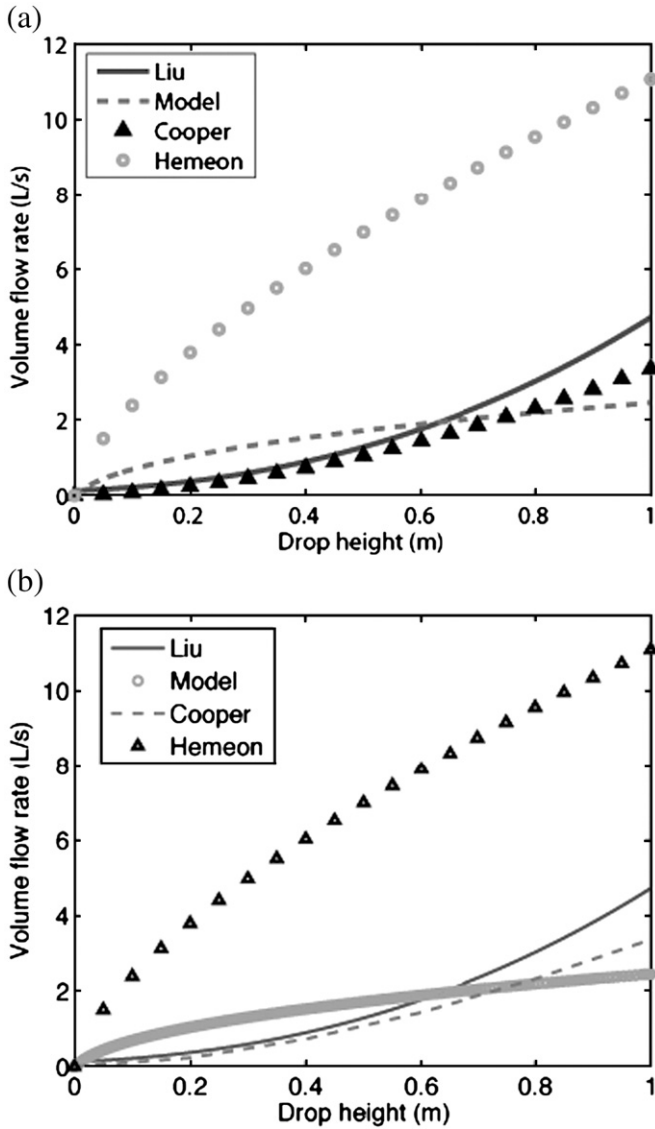 (a)
12
10
8
6
4
2
0
Volume flow rate (L/s)
Liu
Model
Cooper
Hemeon
0 0.2 0.4 0.6 0.8 1
Drop height (m)
(b)
12
10
8
6
4
2
0
Volume flow rate (L/s)
Liu
Model
Cooper
Hemeon
0 0.2 0.4 0.6 0.8 1
Drop height (m)